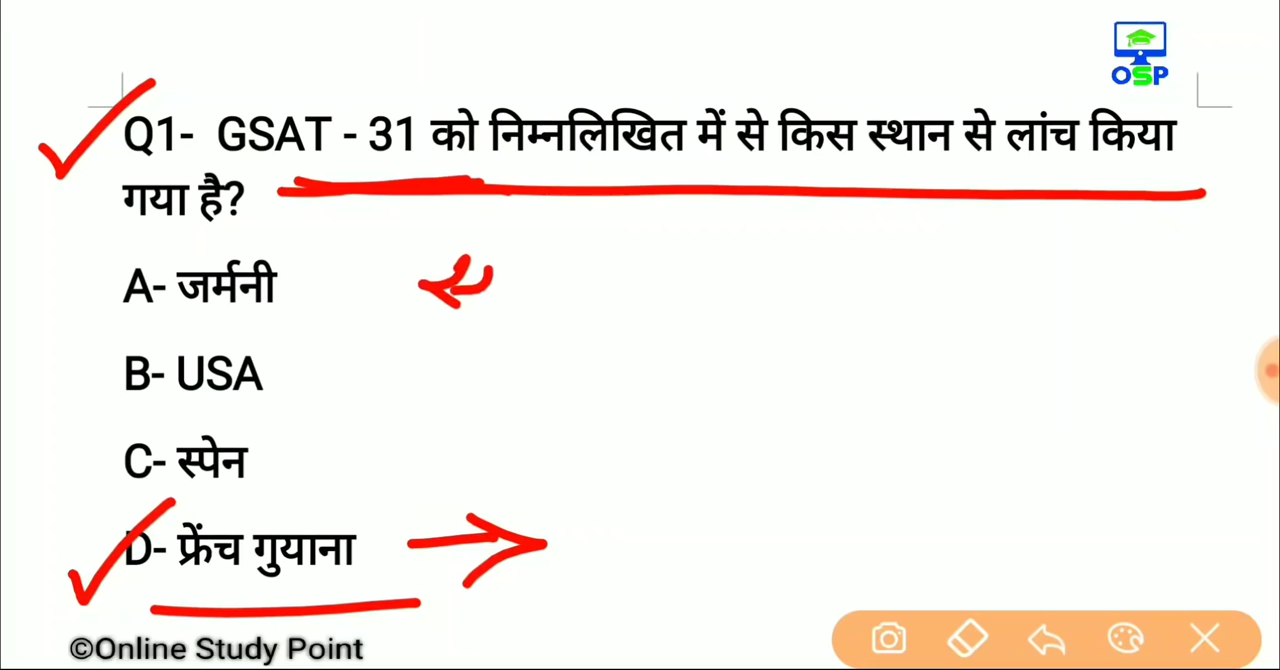 OSP
Q1- GSAT - 31 को निम्नलिखित में से किस स्थान से लांच किया
गया है?
A- जर्मनी
B- USA
C- स्पेन
D- फ्रेंच गुयाना
©Online Study Point